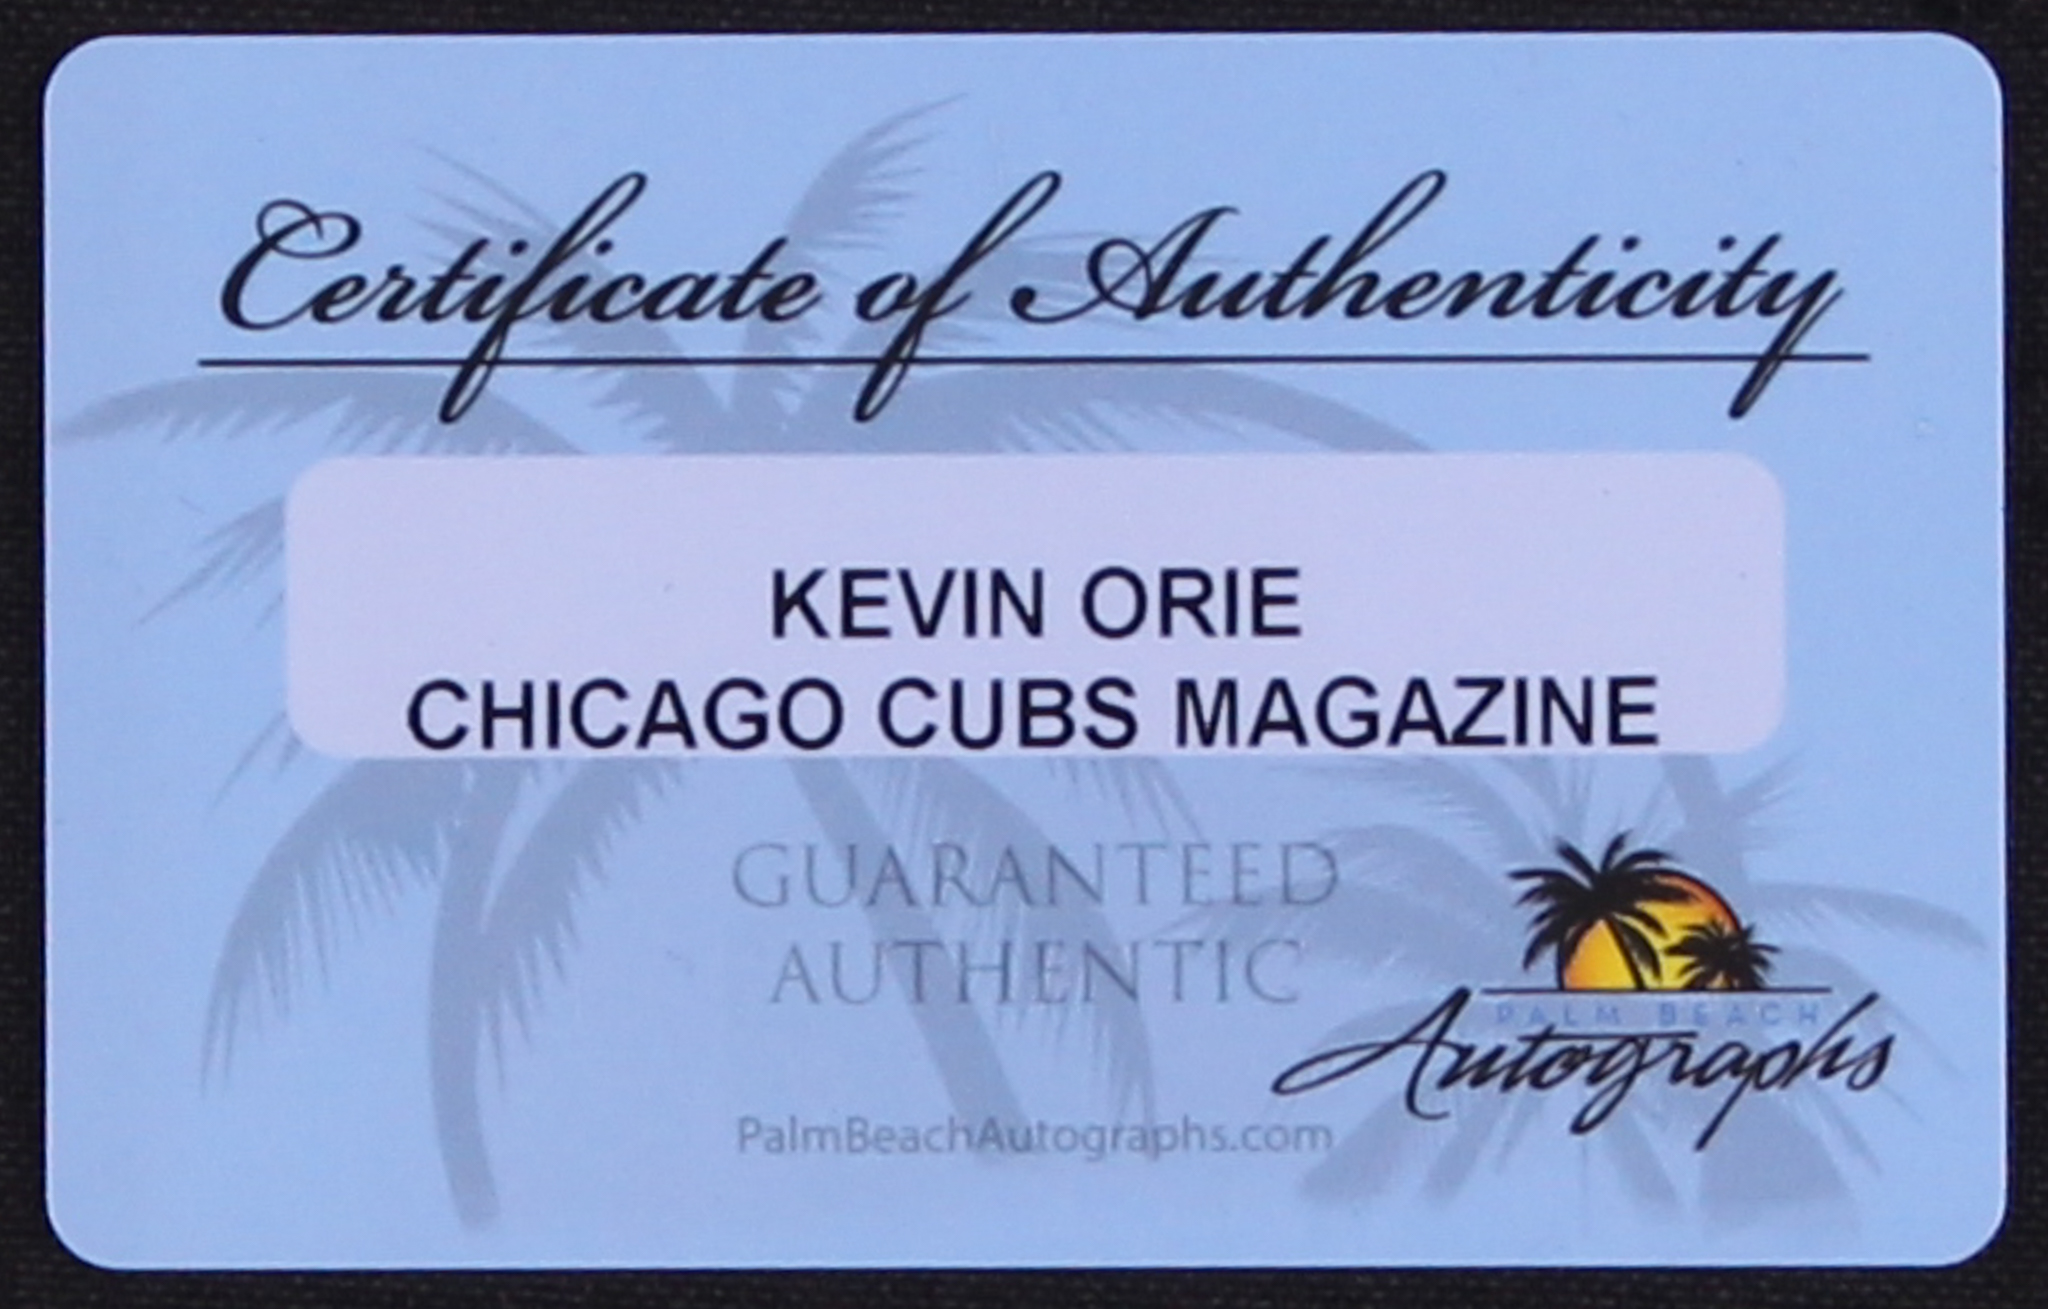 Certificate of Authenticity
KEVIN ORIE
CHICAGO CUBS MAGAZINE
GUARANTEED
AUTHENTIC
PALM BEACH
Autographs
PalmBeachAutographs.com